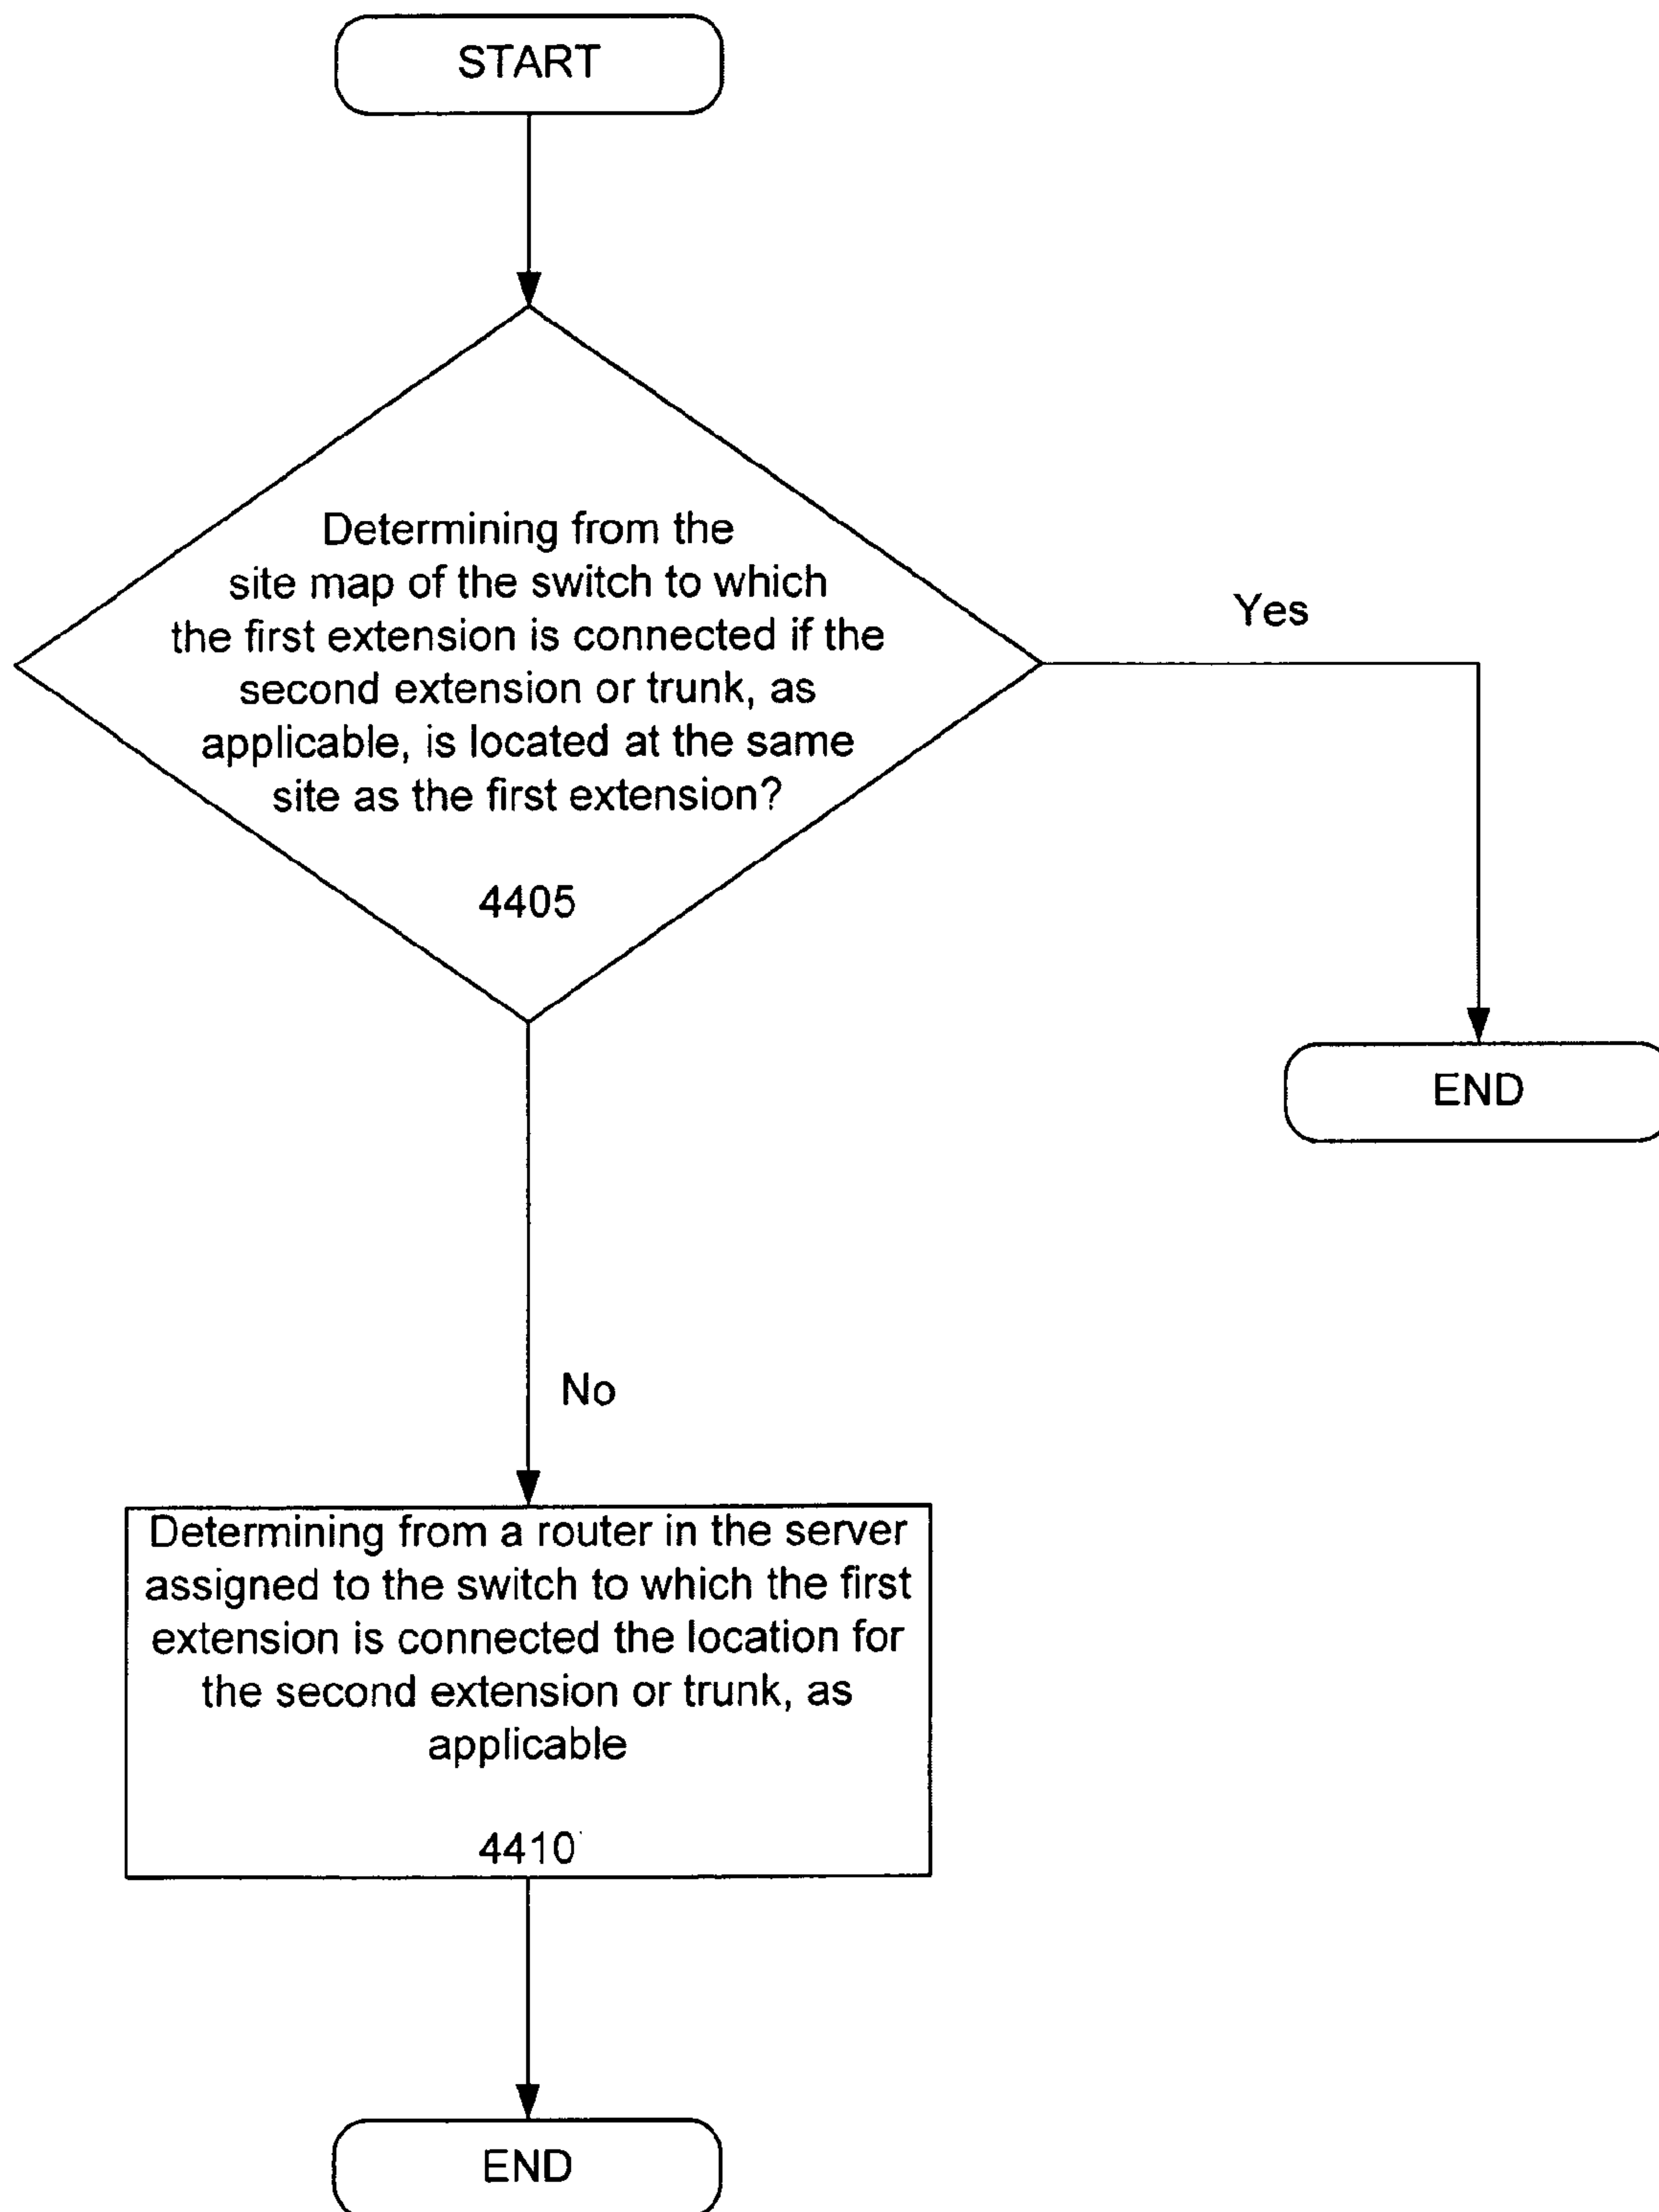 START
Determining from the
site map of the switch to which
the first extension is connected if the
second extension or trunk, as
applicable, is located at the same
site as the first extension?
4405
Yes
END
No
Determining from a router in the server
assigned to the switch to which the first
extension is connected the location for
the second extension or trunk, as
applicable
4410
END